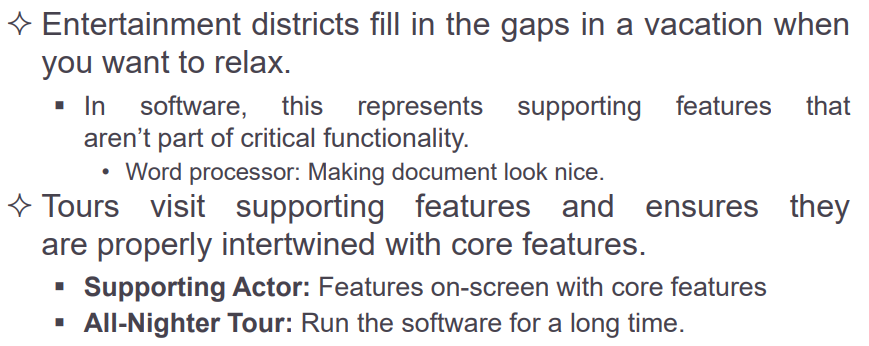 ✧ Entertainment districts fill in the gaps in a vacation when
you want to relax.
▪ In software, this represents supporting features that
aren’t part of critical functionality.
• Word processor: Making document look nice.
✧ Tours visit supporting features and ensures they
are properly intertwined with core features.
▪ Supporting Actor: Features on-screen with core features
▪ All-Nighter Tour: Run the software for a long time.